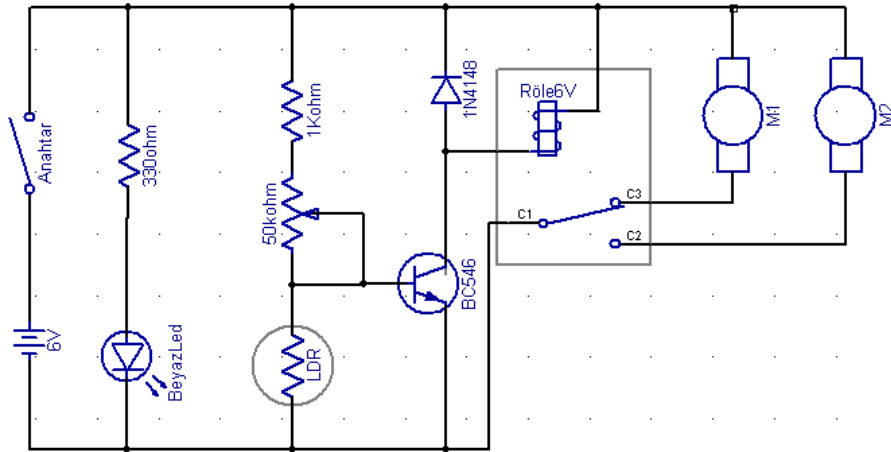 Anahtar
6V
330ohm
BeyazLed
1Kohm
50kohm
LDR
1N4148
BC546
Röle6V
C1
C3
C2
M1
M2